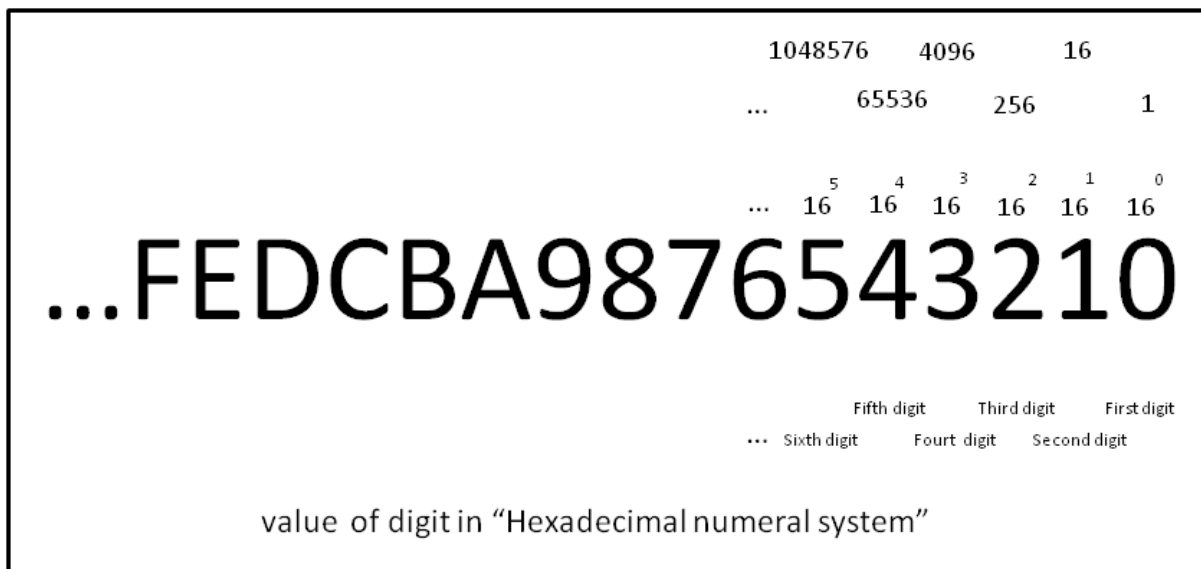 1048576 4096 16
... 65536 256 1
5 4 3 2 1 0
... 16 16 16 16 16 16
...FEDCBA9876543210
Fifth digit Third digit First digit
... Sixth digit Fourt digit Second digit
value of digit in “Hexadecimal numeral system”